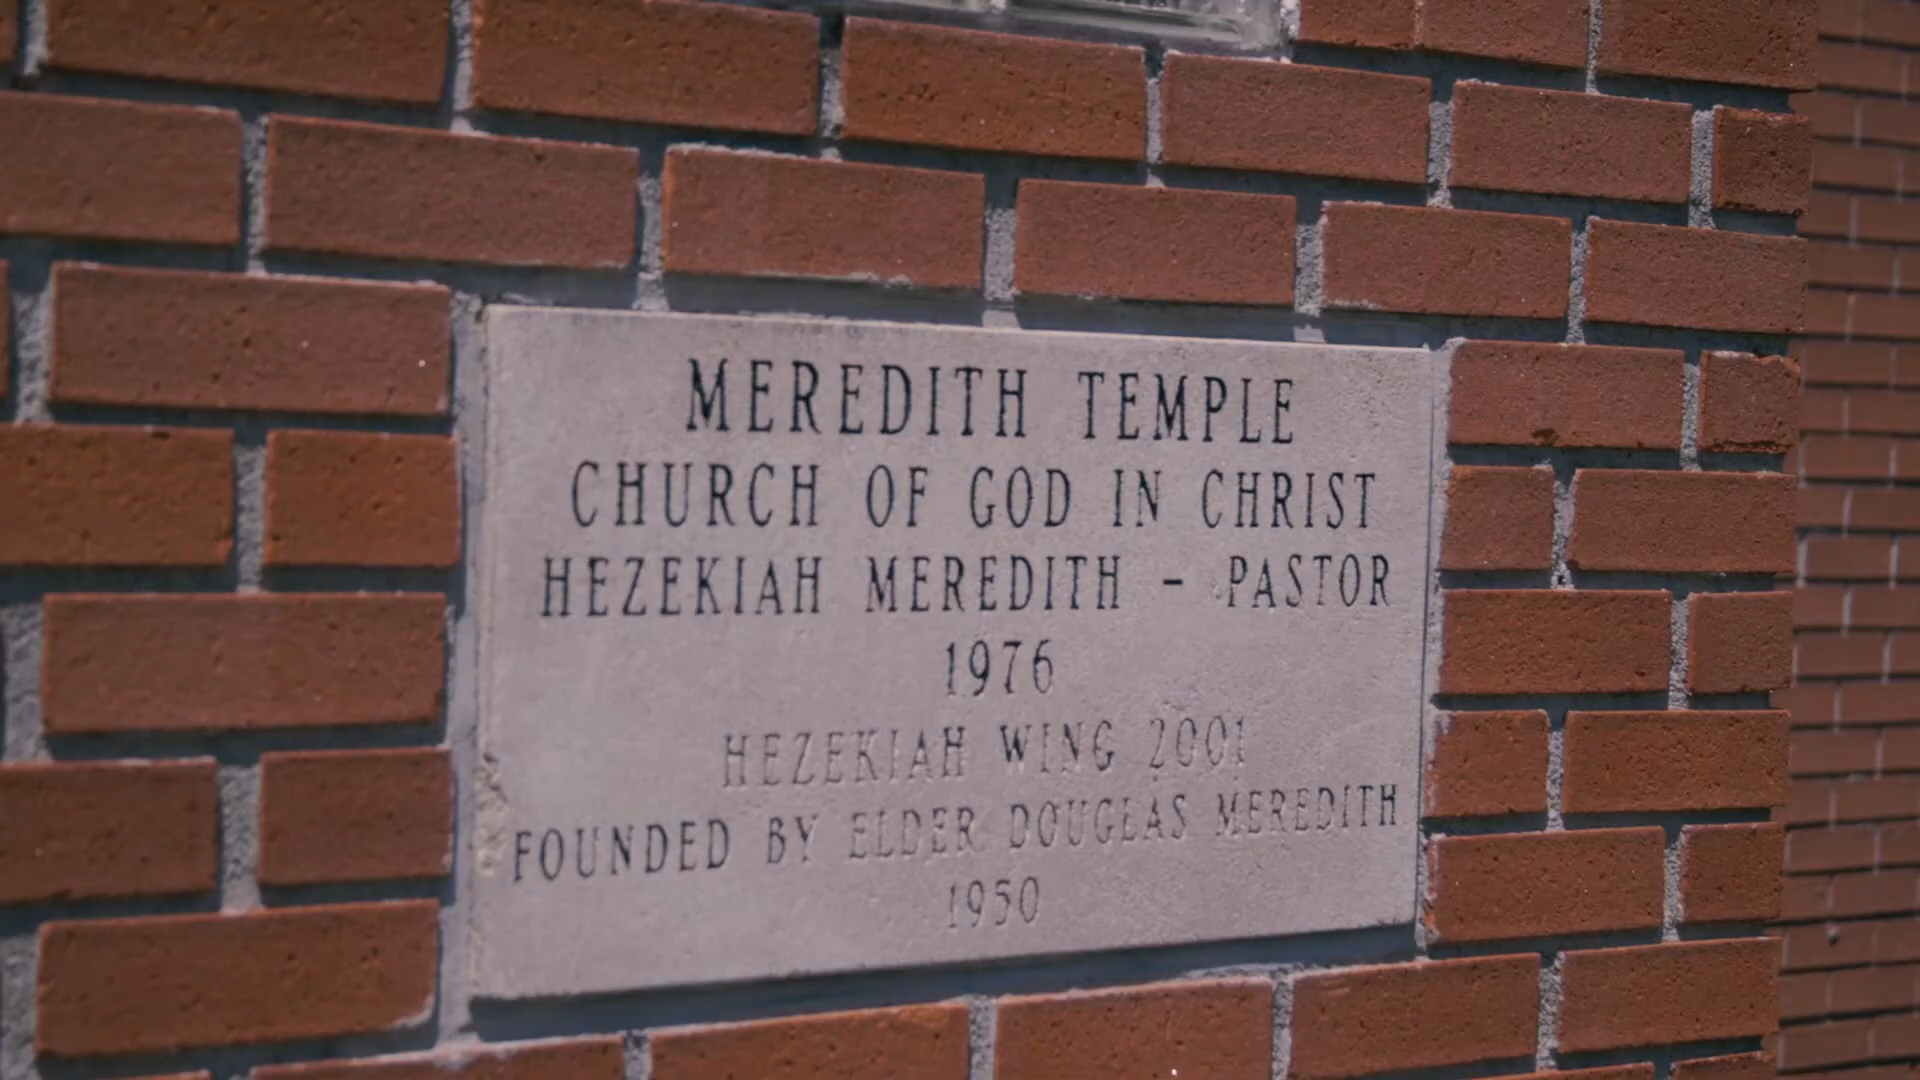 MEREDITH TEMPLE
CHURCH OF GOD IN CHRIST
HEZEKIAH MEREDITH - PASTOR
1976
HEZEKIAH WING 2001
FOUNDED BY ELDER DOUGLAS MEREDITH
1950